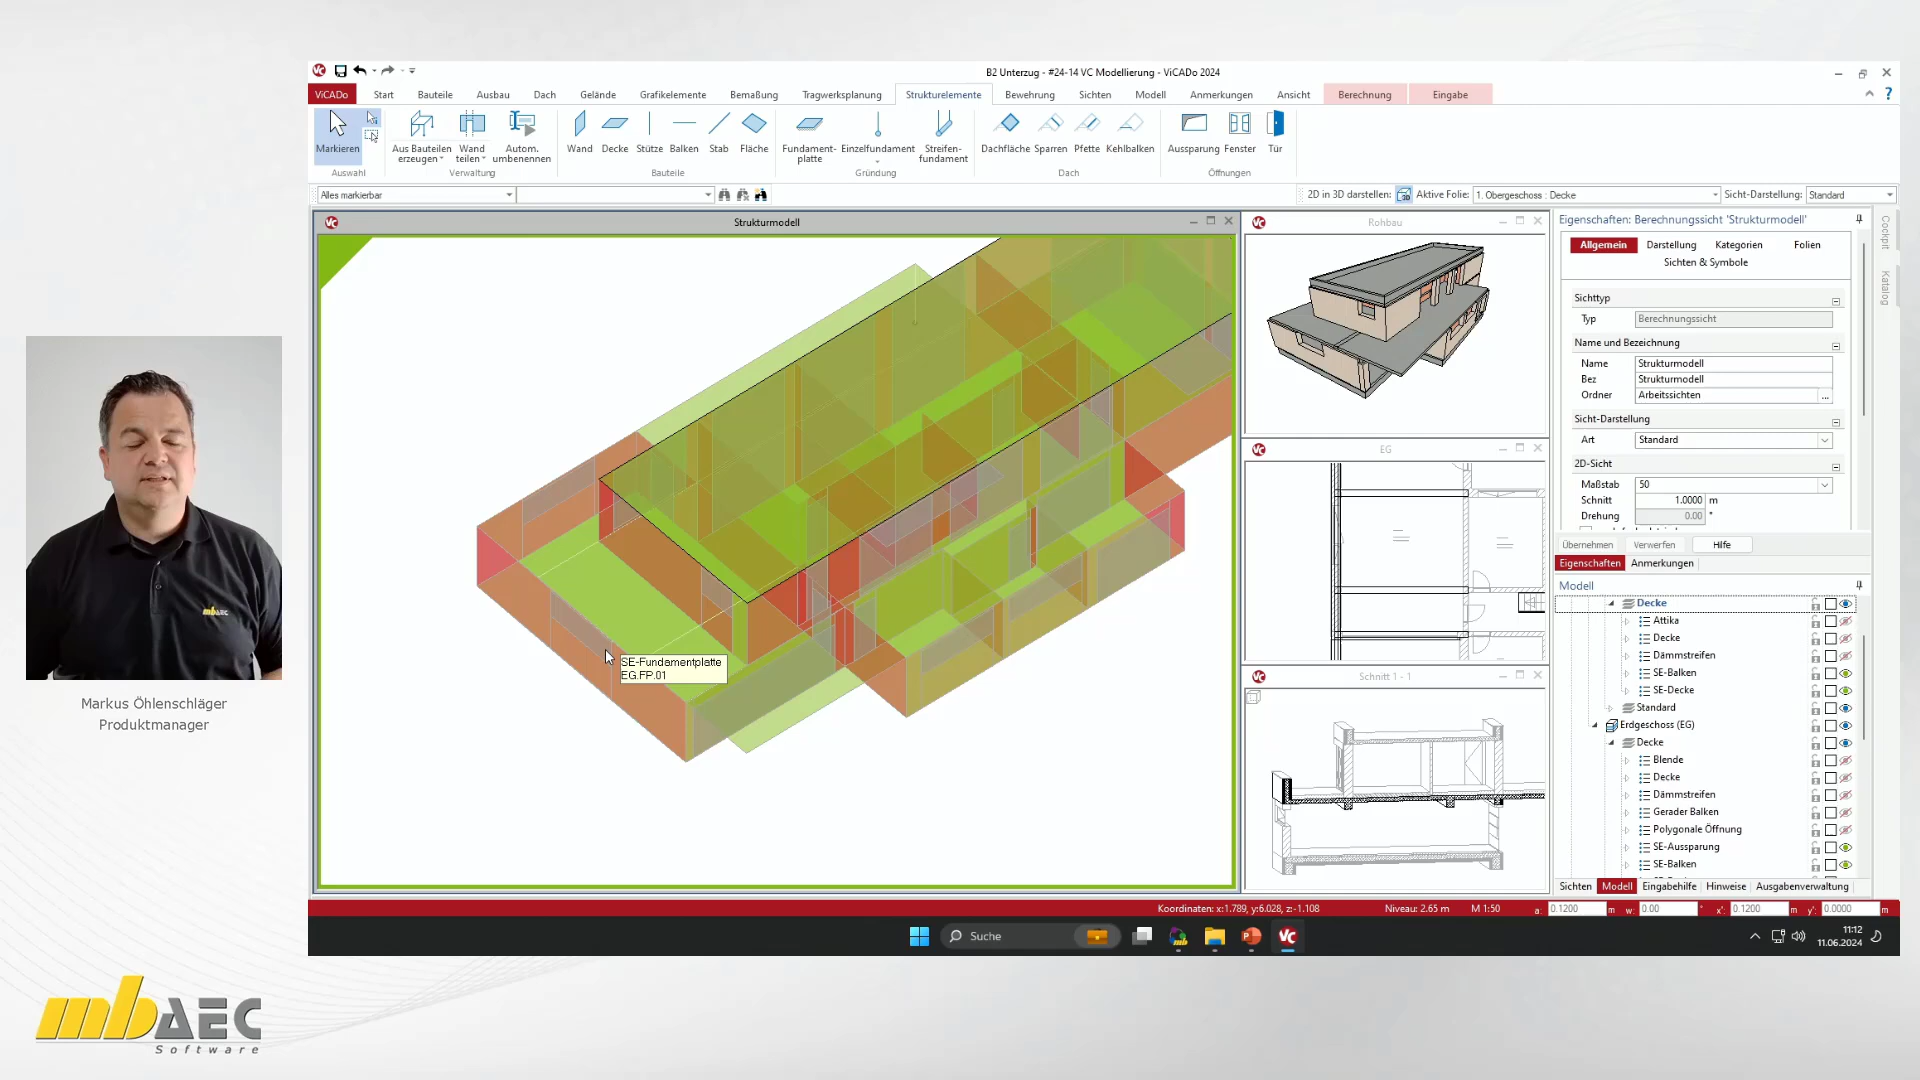 B2 Unterzug - #24-14 VC Modellierung - ViCADo 2024
ViCADo Start Bauteile Ausbau Dach Gelände Grafikelemente Bemaßung Tragwerksplanung Strukturelemente Bewehrung Sichten Modell Anmerkungen Ansicht Berechnung Eingabe
Markieren
Aus Bauteilen erzeugen
Wand teilen
Autom. umbenennen
Wand Decke Stütze Balken Stab Fläche
Fundament-platte
Einzelfundament
Streifen-fundament
Dachfläche Sparren Pfette Kehlbalken
Aussparung Fenster Tür
Auswahl Verwaltung Bauteile Gründung Dach Öffnungen
Alles markierbar
2D in 3D darstellen: Aktive Folie: 1. Obergeschoss : Decke Sicht-Darstellung: Standard
Strukturmodell
SE-Fundamentplatte
EG.FP.01
Rohbau
EG
Schnitt 1 - 1
Eigenschaften: Berechnungssicht 'Strukturmodell'
Allgemein Darstellung Kategorien Folien
Sichten & Symbole
Sichttyp
Typ Berechnungssicht
Name und Bezeichnung
Name Strukturmodell
Bez Strukturmodell
Ordner Arbeitssichten ...
Sicht-Darstellung
Art Standard
2D-Sicht
Maßstab 50
Schnitt 1.0000 m
Drehung 0.00 °
Übernehmen Verwerfen Hilfe
Eigenschaften Anmerkungen
Modell
Decke
Attika
Decke
Dämmstreifen
SE-Balken
SE-Decke
Standard
Erdgeschoss (EG)
Decke
Blende
Decke
Dämmstreifen
Gerader Balken
Polygonale Öffnung
SE-Aussparung
SE-Balken
Sichten Modell Eingabehilfe Hinweise Ausgabenverwaltung
Cockpit
Katalog
Koordinaten: x:1.789, y:6.028, z:-1.108 Niveau: 2.65 m M 1:50 a: 0.1200 m w: 0.00 ° x': 0.1200 m y': 0.0000 m
Suche
11:12
11.06.2024
mbAEC
Markus Öhlenschläger
Produktmanager
mbAEC
Software